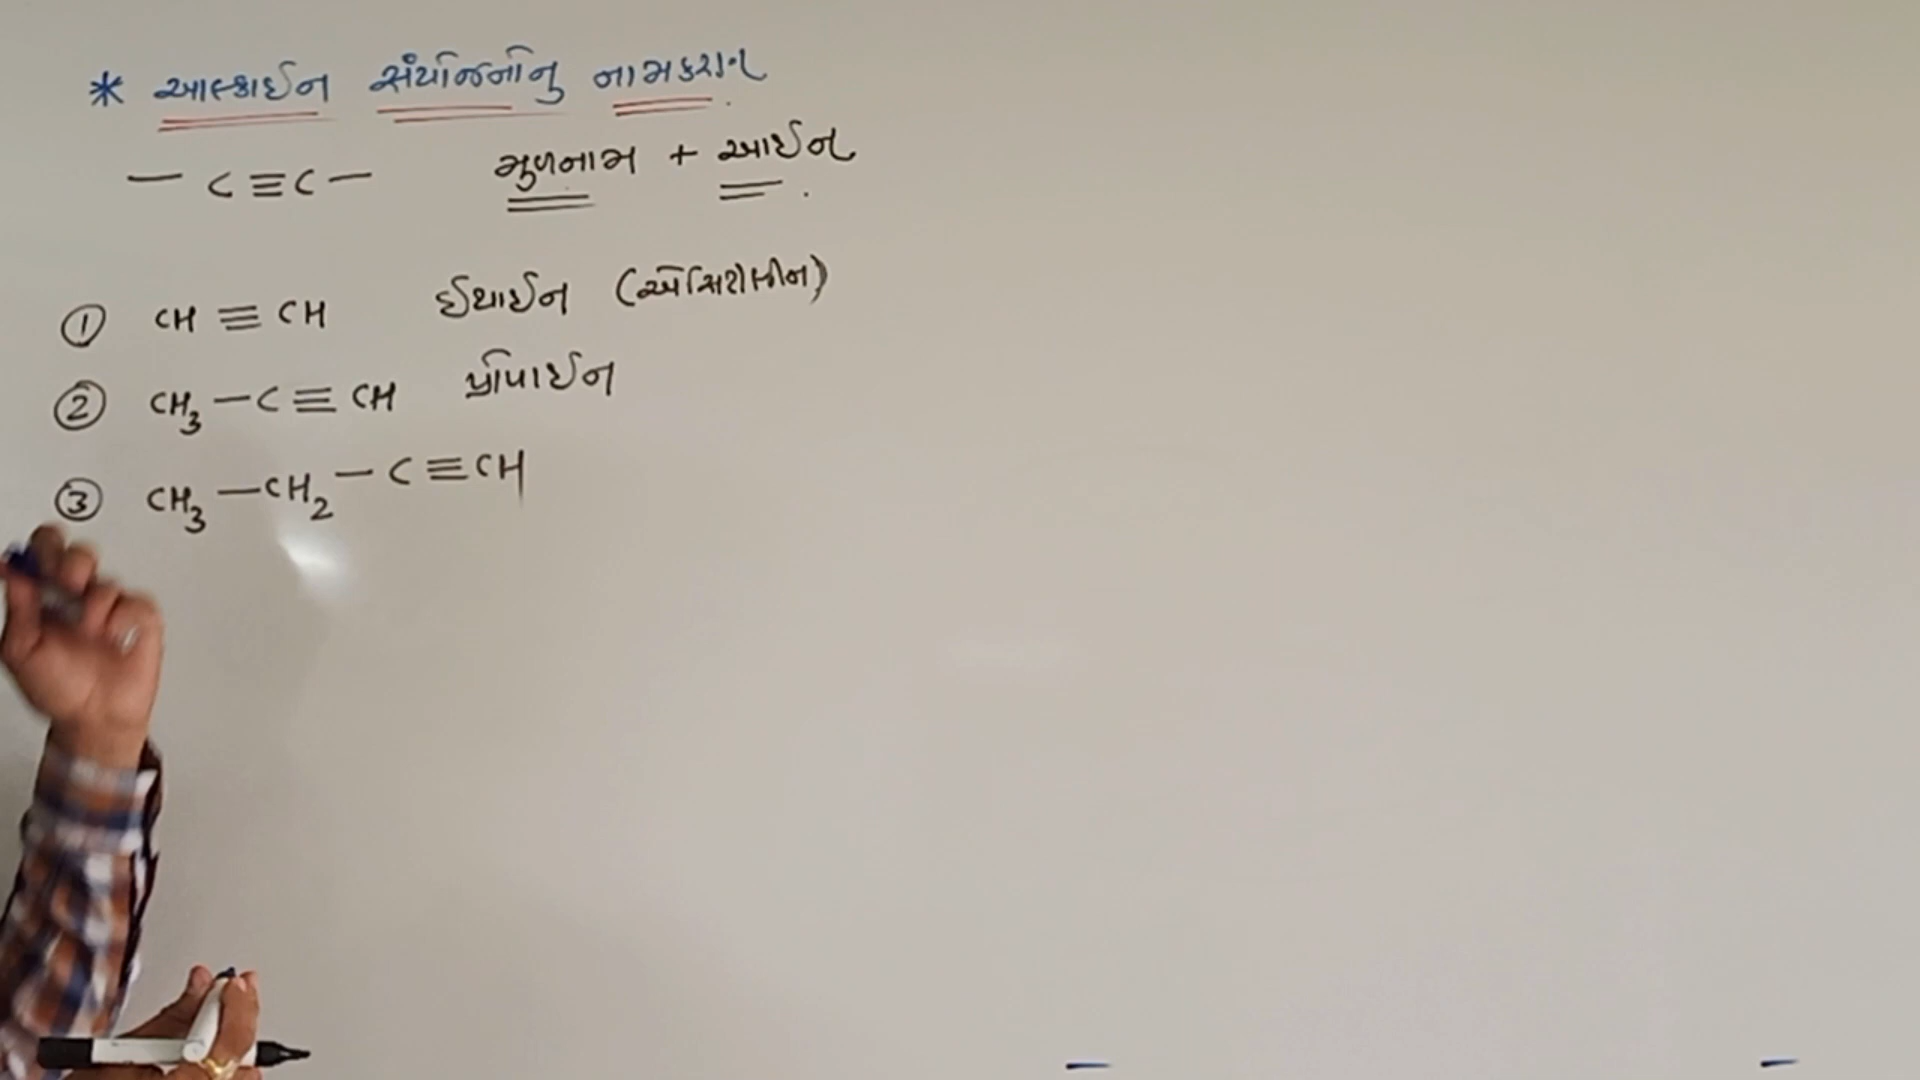 * આલ્કાઈન સંયોજનોનુ નામકરણ.
— C≡C — મુળનામ + આઈન.
① CH ≡ CH ઈથાઈન (એસિટીલીન)
② CH₃ — C ≡ CH પ્રોપાઈન
③ CH₃ — CH₂ — C ≡ CH